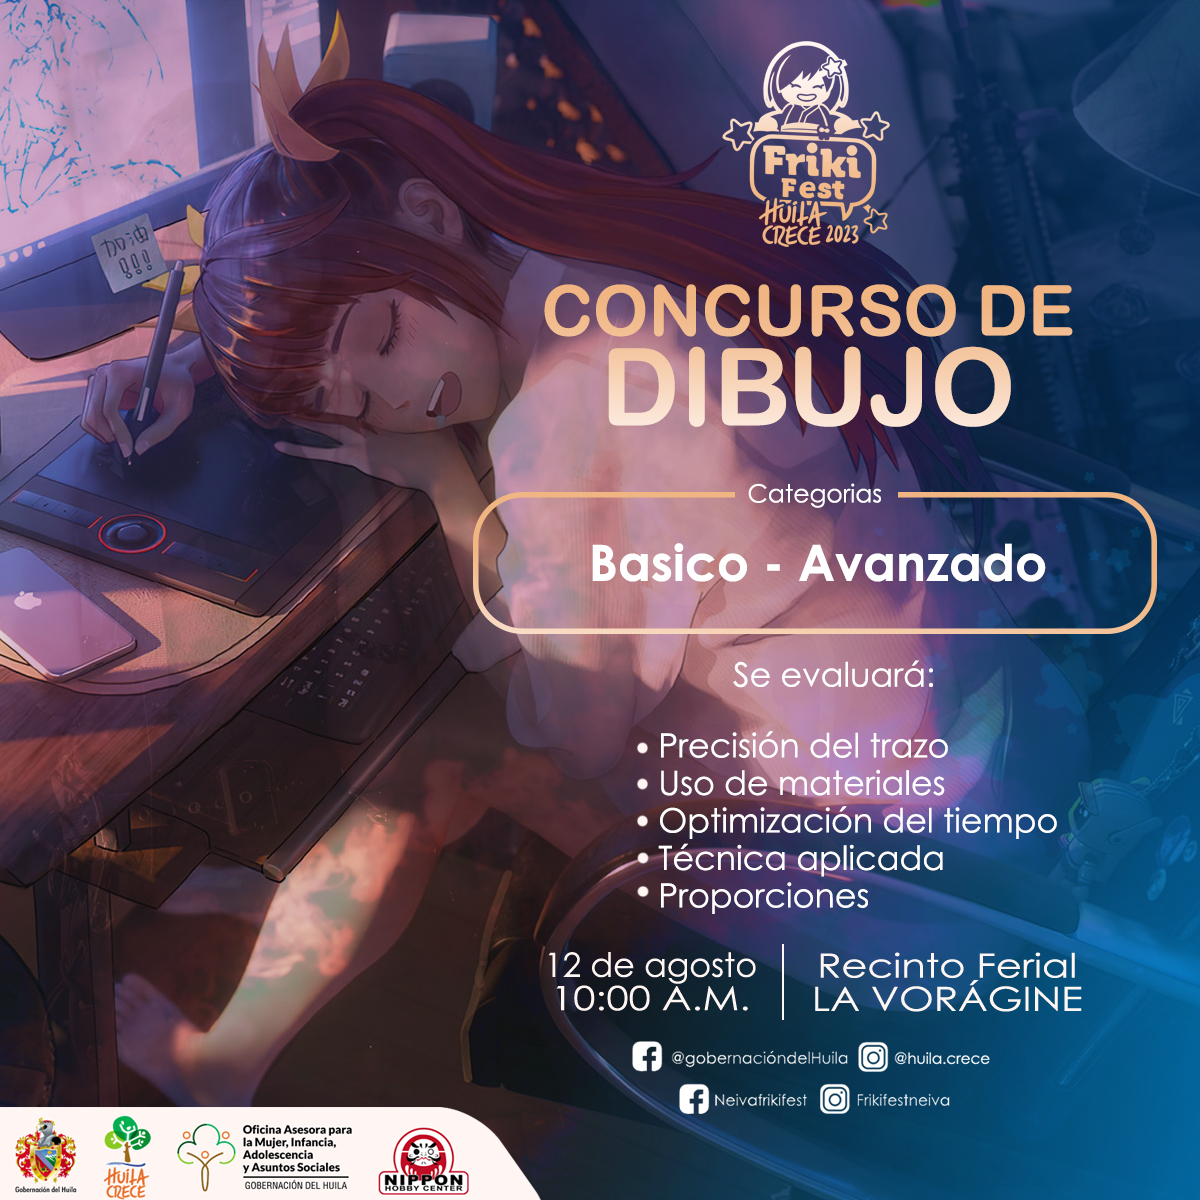 Friki
Fest
HUILA
CRECE 2023
加油
!!!
CONCURSO DE
DIBUJO
Categorias
Basico - Avanzado
Se evaluará:
• Precisión del trazo
• Uso de materiales
• Optimización del tiempo
• Técnica aplicada
• Proporciones
12 de agosto
10:00 A.M.
Recinto Ferial
LA VORÁGINE
@gobernacióndelHuila @huila.crece
Neivafrikifest Frikifestneiva
Gobernación del Huila
HUILA
CRECE
Oficina Asesora para
la Mujer, Infancia,
Adolescencia
y Asuntos Sociales
GOBERNACIÓN DEL HUILA
NIPPON
HOBBY CENTER